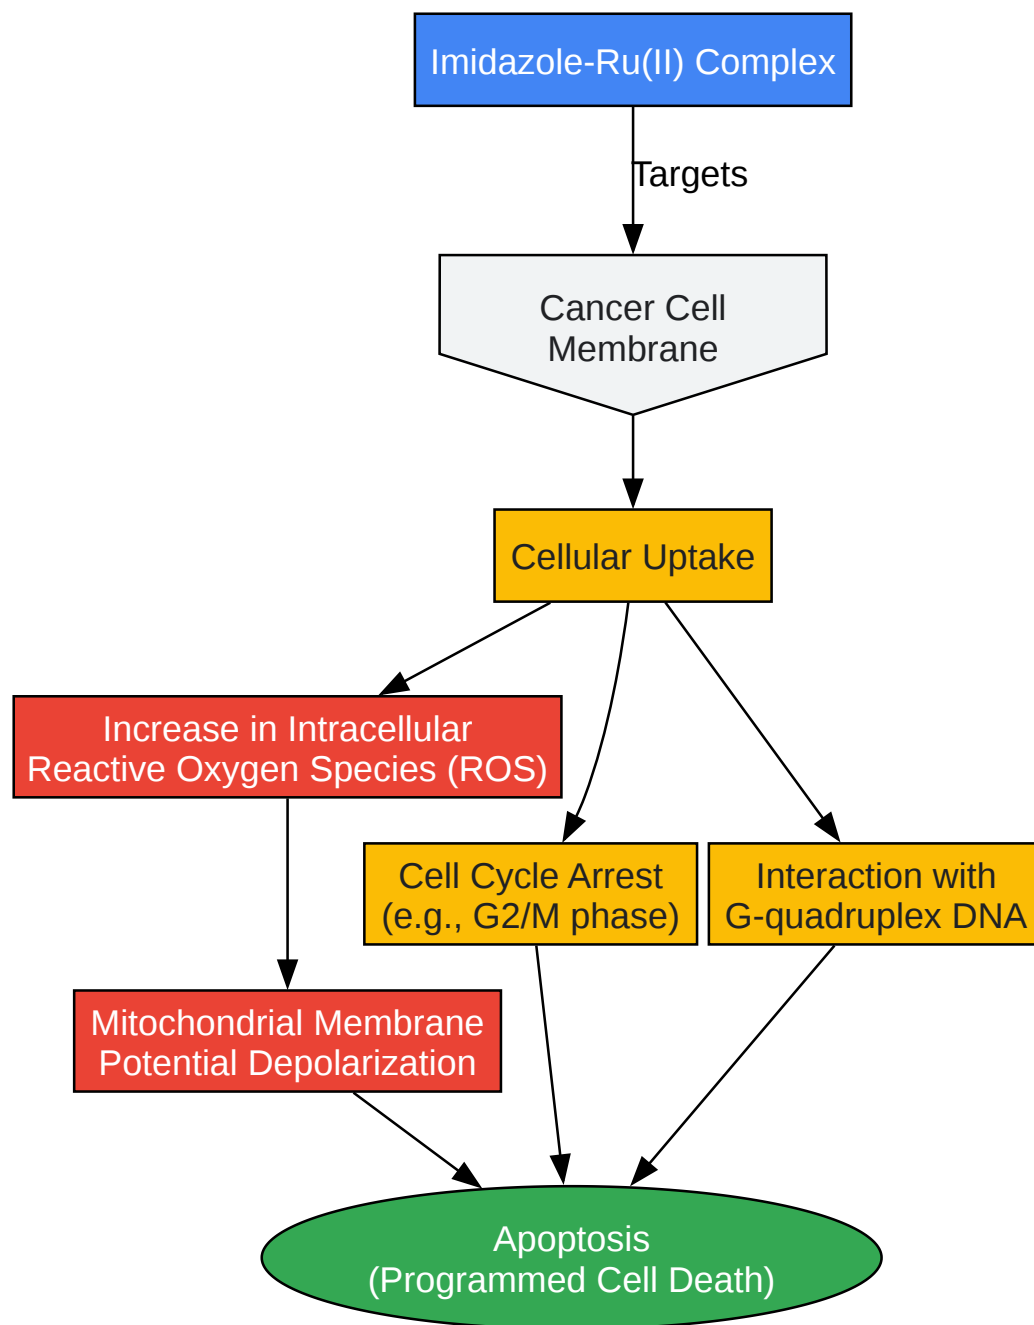 Imidazole-Ru(II) Complex
Targets
Cancer Cell
Membrane
Cellular Uptake
Increase in Intracellular
Reactive Oxygen Species (ROS)
Cell Cycle Arrest
(e.g., G2/M phase)
Interaction with
G-quadruplex DNA
Mitochondrial Membrane
Potential Depolarization
Apoptosis
(Programmed Cell Death)